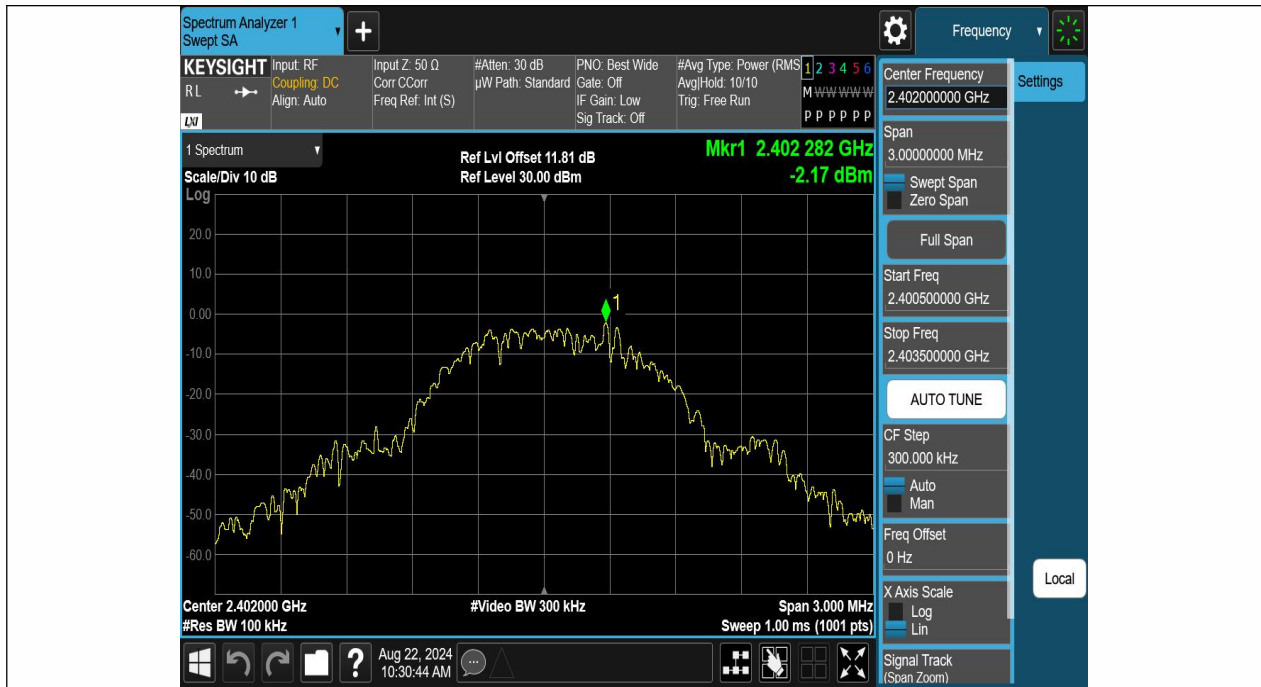 Spectrum Analyzer 1
Swept SA
+
Frequency
KEYSIGHT
RL
LXI
Input: RF
Coupling: DC
Align: Auto
Input Z: 50 Ω
Corr CCorr
Freq Ref: Int (S)
#Atten: 30 dB
µW Path: Standard
PNO: Best Wide
Gate: Off
IF Gain: Low
Sig Track: Off
#Avg Type: Power (RMS
Avg|Hold: 10/10
Trig: Free Run
1 2 3 4 5 6
M W W W W W
P P P P P P
1 Spectrum
Scale/Div 10 dB
Ref Lvl Offset 11.81 dB
Ref Level 30.00 dBm
Mkr1 2.402 282 GHz
-2.17 dBm
Log
20.0
10.0
0.00
-10.0
-20.0
-30.0
-40.0
-50.0
-60.0
1
Center 2.402000 GHz
#Res BW 100 kHz
#Video BW 300 kHz
Span 3.000 MHz
Sweep 1.00 ms (1001 pts)
?
Aug 22, 2024
10:30:44 AM
Center Frequency
2.402000000 GHz
Settings
Span
3.00000000 MHz
Swept Span
Zero Span
Full Span
Start Freq
2.400500000 GHz
Stop Freq
2.403500000 GHz
AUTO TUNE
CF Step
300.000 kHz
Auto
Man
Freq Offset
0 Hz
X Axis Scale
Log
Lin
Signal Track
(Span Zoom)
Local